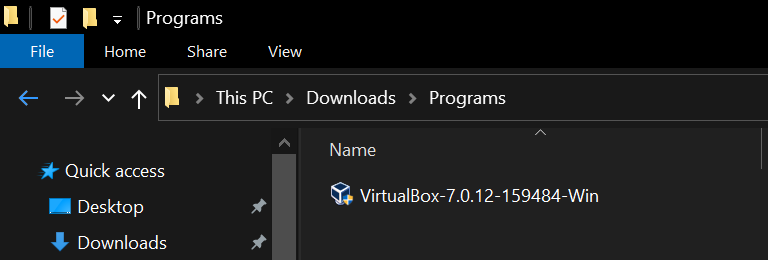 Programs
File Home Share View
This PC Downloads Programs
Name
Quick access
VirtualBox-7.0.12-159484-Win
Desktop
Downloads